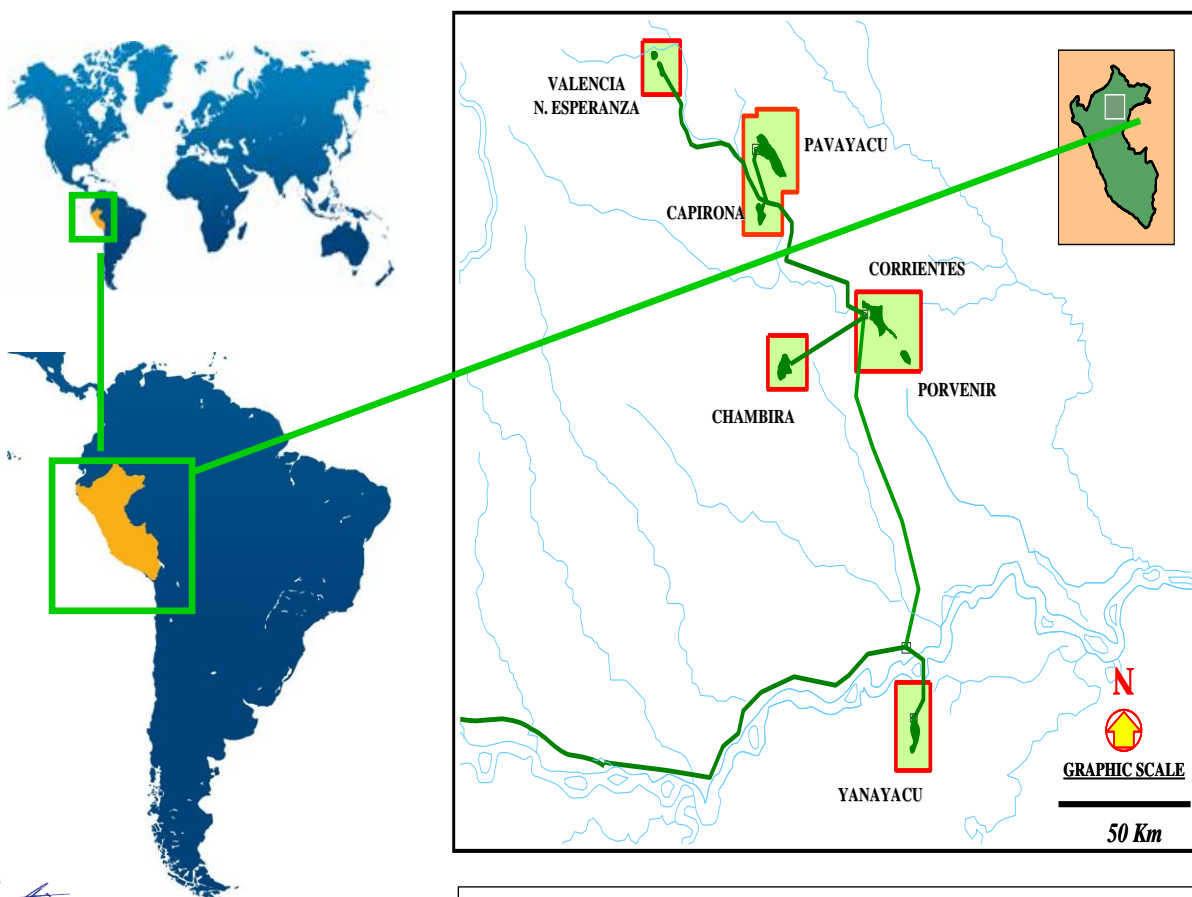 VALENCIA
N. ESPERANZA
PAVAYACU
CAPIRONA
CORRIENTES
CHAMBIRA
PORVENIR
YANAYACU
N
GRAPHIC SCALE
50 Km